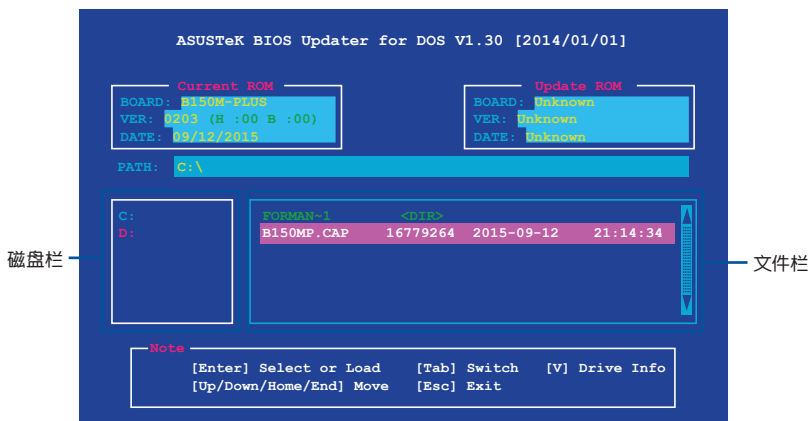 ASUSTeK BIOS Updater for DOS V1.30 [2014/01/01]
Current ROM
BOARD: B150M-PLUS
VER: 0203 (H :00 B :00)
DATE: 09/12/2015
Update ROM
BOARD: Unknown
VER: Unknown
DATE: Unknown
PATH: C:\
C:
D:
FORMAN~1 <DIR>
B150MP.CAP 16779264 2015-09-12 21:14:34
磁盘栏
文件栏
Note
[Enter] Select or Load [Tab] Switch [V] Drive Info
[Up/Down/Home/End] Move [Esc] Exit